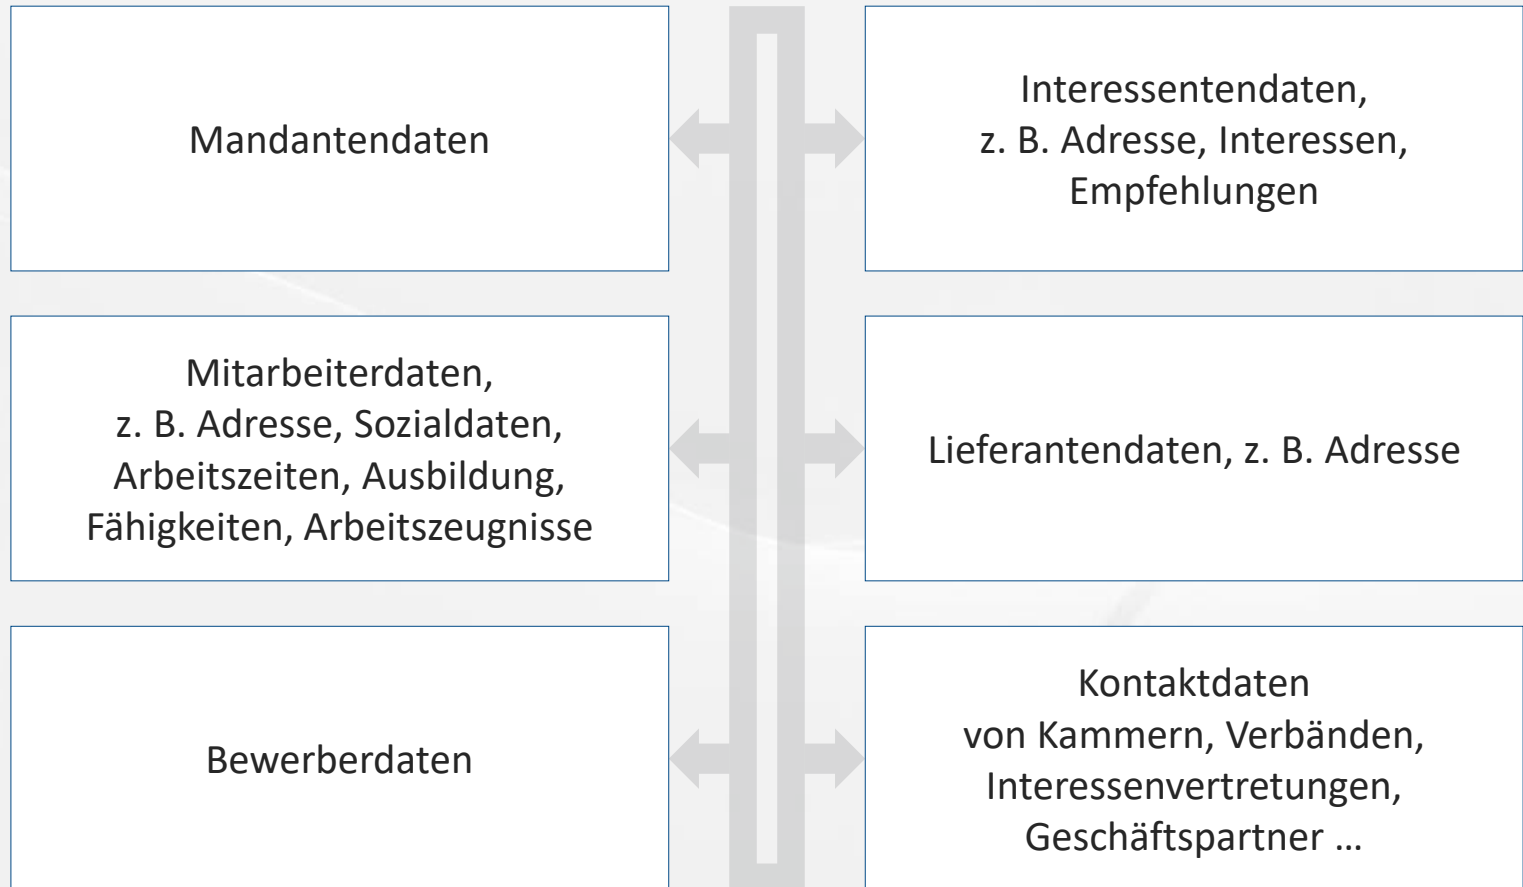 Mandantendaten
Interessentendaten,
z. B. Adresse, Interessen,
Empfehlungen
Mitarbeiterdaten,
z. B. Adresse, Sozialdaten,
Arbeitszeiten, Ausbildung,
Fähigkeiten, Arbeitszeugnisse
Lieferantendaten, z. B. Adresse
Bewerberdaten
Kontaktdaten
von Kammern, Verbänden,
Interessenvertretungen,
Geschäftspartner …